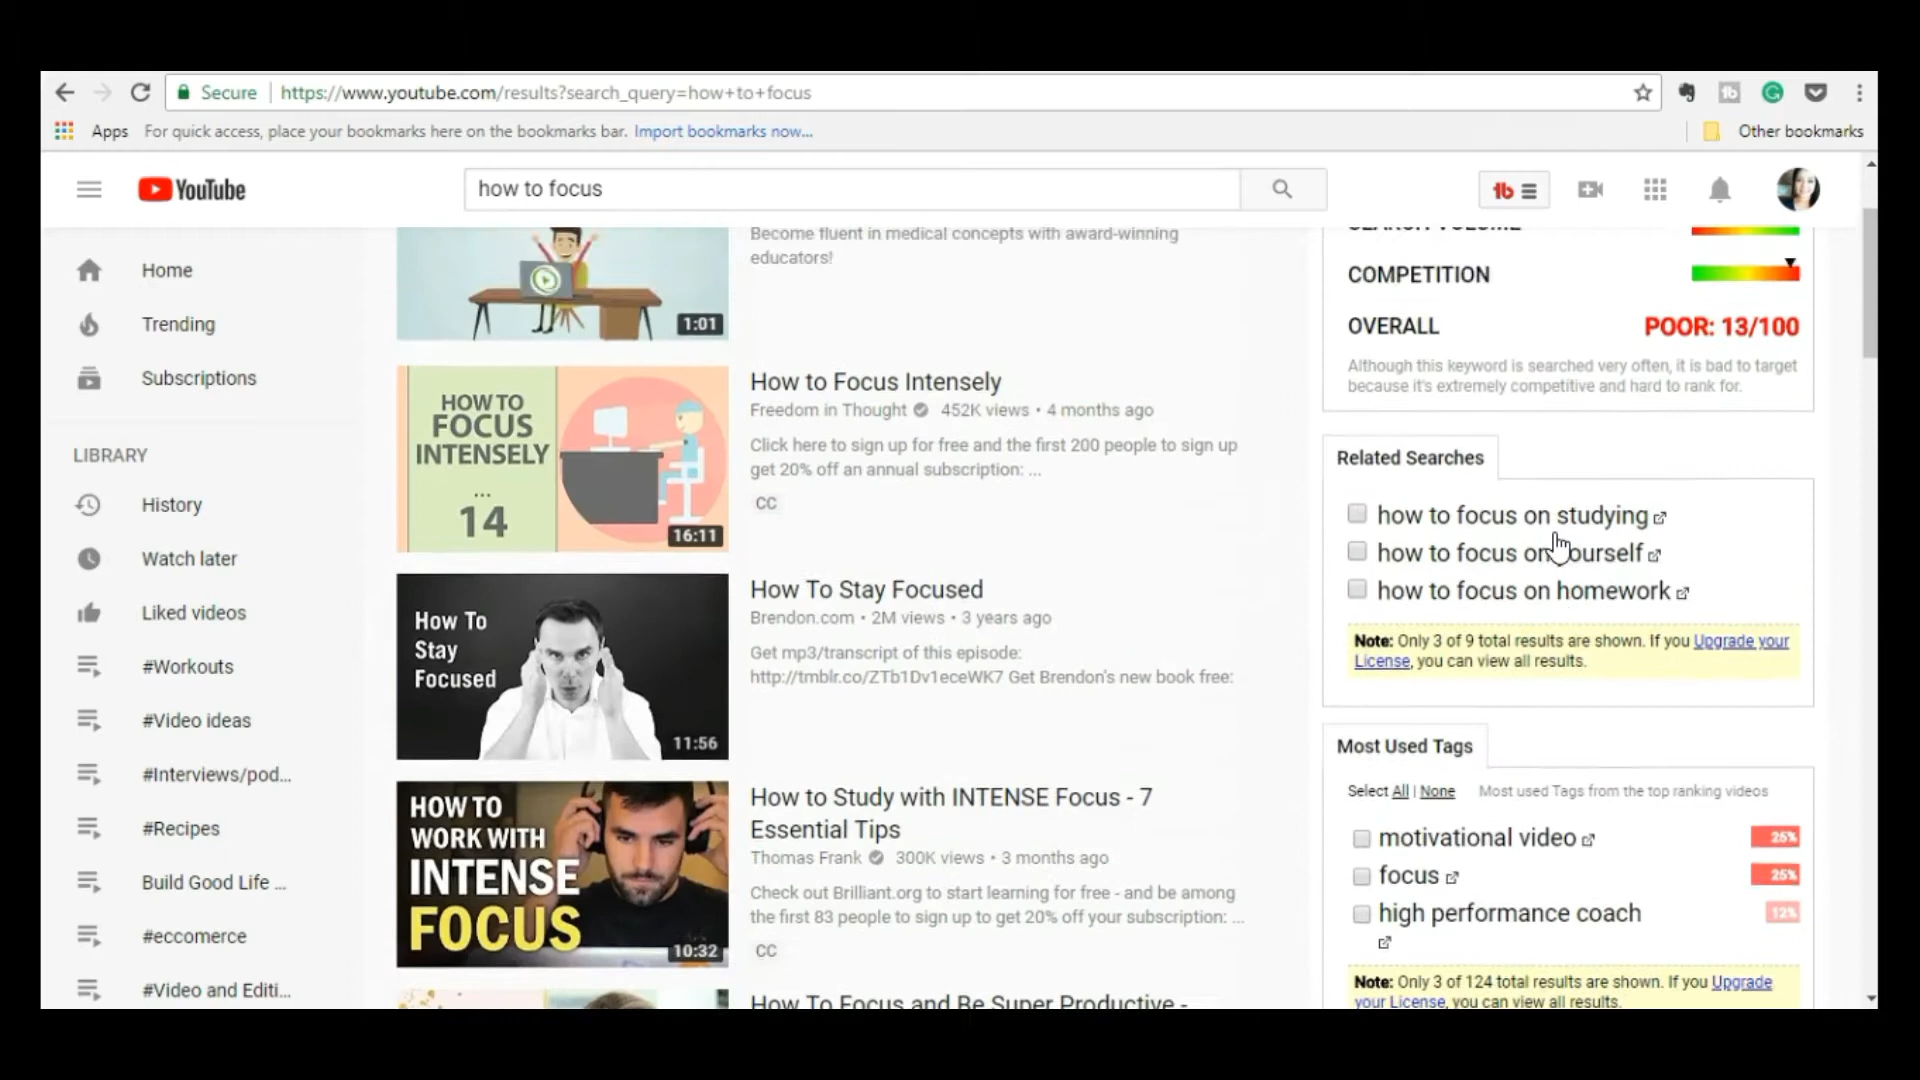 Secure
https://www.youtube.com/results?search_query=how+to+focus
Apps
For quick access, place your bookmarks here on the bookmarks bar.
Import bookmarks now...
Other bookmarks
YouTube
how to focus
Home
Trending
Subscriptions
LIBRARY
History
Watch later
Liked videos
#Workouts
#Video ideas
#Interviews/pod...
#Recipes
Build Good Life ...
#eccomerce
#Video and Editi...
1:01
Become fluent in medical concepts with award-winning
educators!
HOW TO
FOCUS
INTENSELY
...
14
16:11
How to Focus Intensely
Freedom in Thought 452K views • 4 months ago
Click here to sign up for free and the first 200 people to sign up
get 20% off an annual subscription: ...
CC
How To
Stay
Focused
11:56
How To Stay Focused
Brendon.com • 2M views • 3 years ago
Get mp3/transcript of this episode:
http://tmblr.co/ZTb1Dv1eceWK7 Get Brendon's new book free:
HOW TO
WORK WITH
INTENSE
FOCUS
10:32
How to Study with INTENSE Focus - 7
Essential Tips
Thomas Frank 300K views • 3 months ago
Check out Brilliant.org to start learning for free - and be among
the first 83 people to sign up to get 20% off your subscription: ...
CC
How To Focus and Be Super Productive -
SEARCH VOLUME
COMPETITION
OVERALL
POOR: 13/100
Although this keyword is searched very often, it is bad to target
because it's extremely competitive and hard to rank for.
Related Searches
how to focus on studying
how to focus on yourself
how to focus on homework
Note: Only 3 of 9 total results are shown. If you Upgrade your
License, you can view all results.
Most Used Tags
Select All | None
Most used Tags from the top ranking videos
motivational video
25%
focus
25%
high performance coach
12%
Note: Only 3 of 124 total results are shown. If you Upgrade
your License, you can view all results.